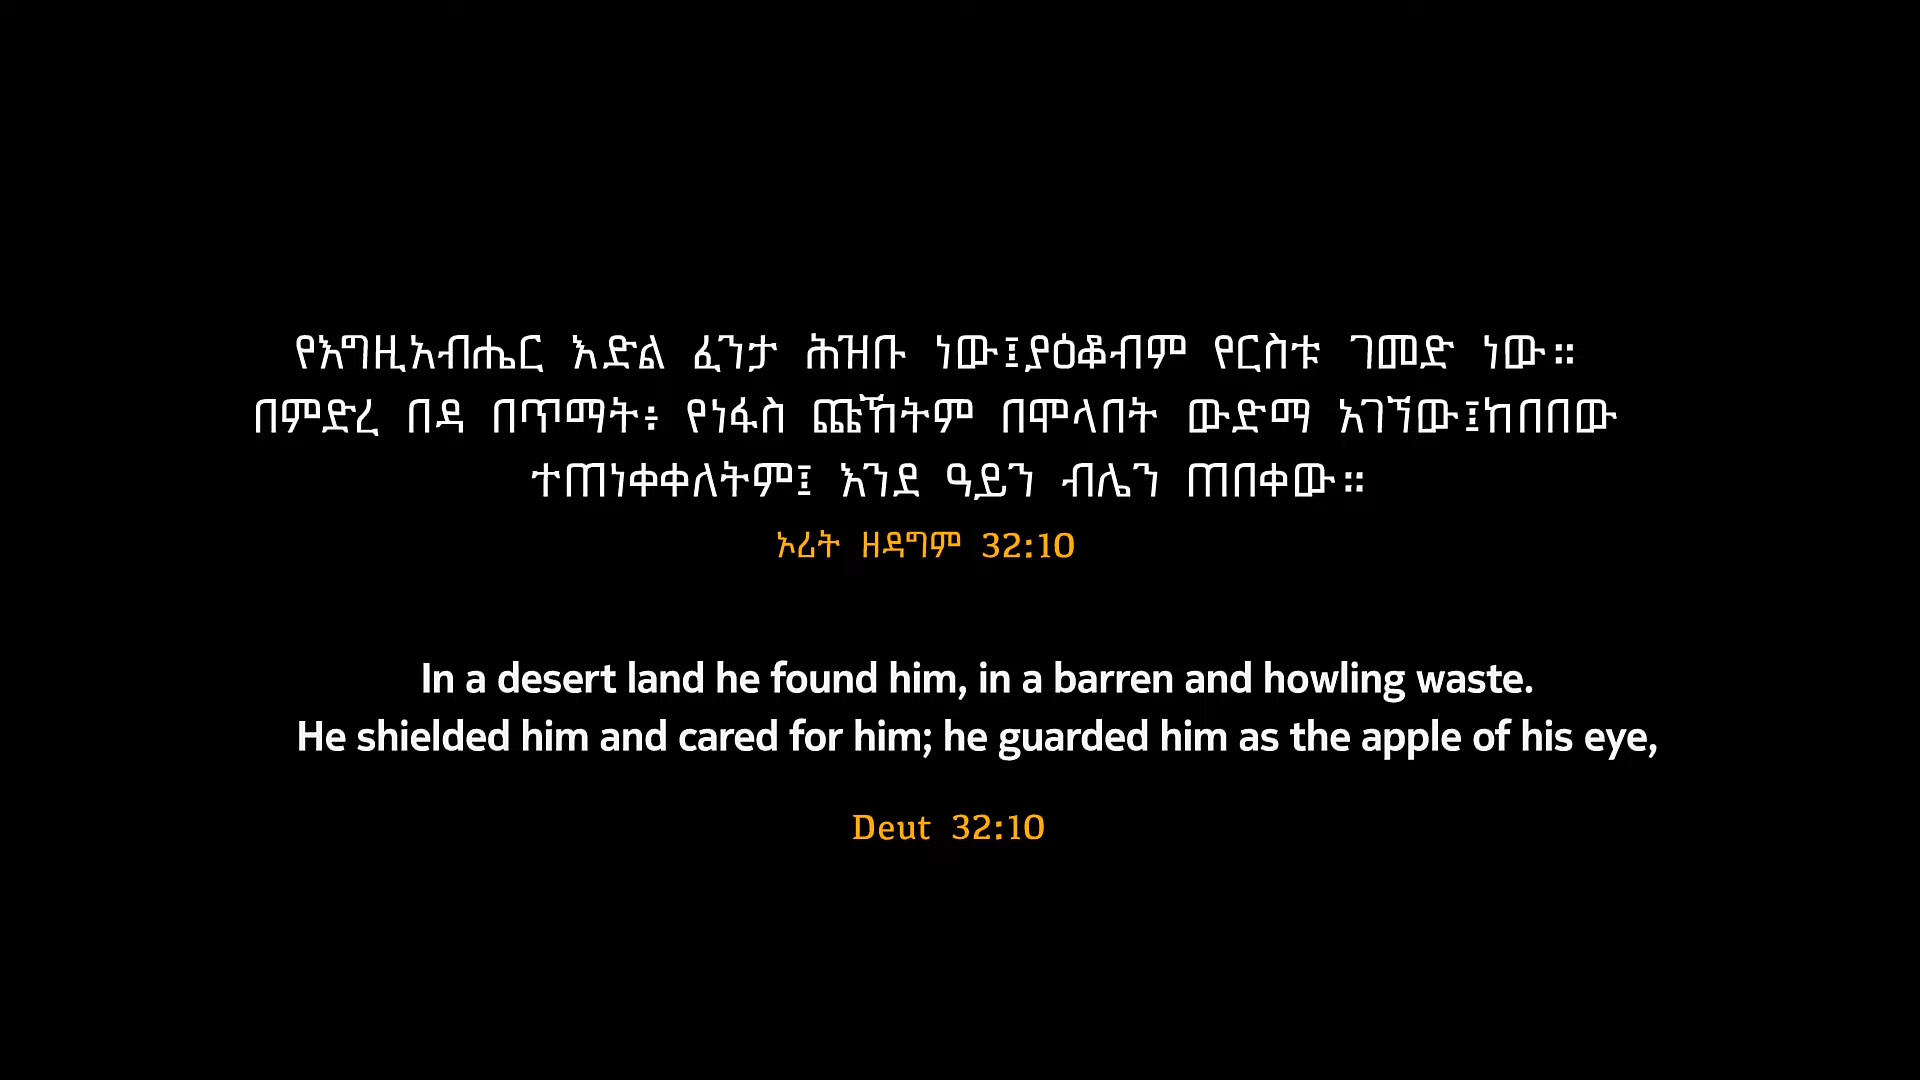 የእግዚአብሔር እድል ፈንታ ሕዝቡ ነው፤ያዕቆብም የርስቱ ገመድ ነው።
በምድረ በዳ በጥማት፥ የነፋስ ጩኸትም በሞላበት ውድማ አገኘው፤ከበበው
ተጠነቀቀለትም፤ እንደ ዓይን ብሌን ጠበቀው።
ኦሪት ዘዳግም 32:10
In a desert land he found him, in a barren and howling waste.
He shielded him and cared for him; he guarded him as the apple of his eye,
Deut 32:10